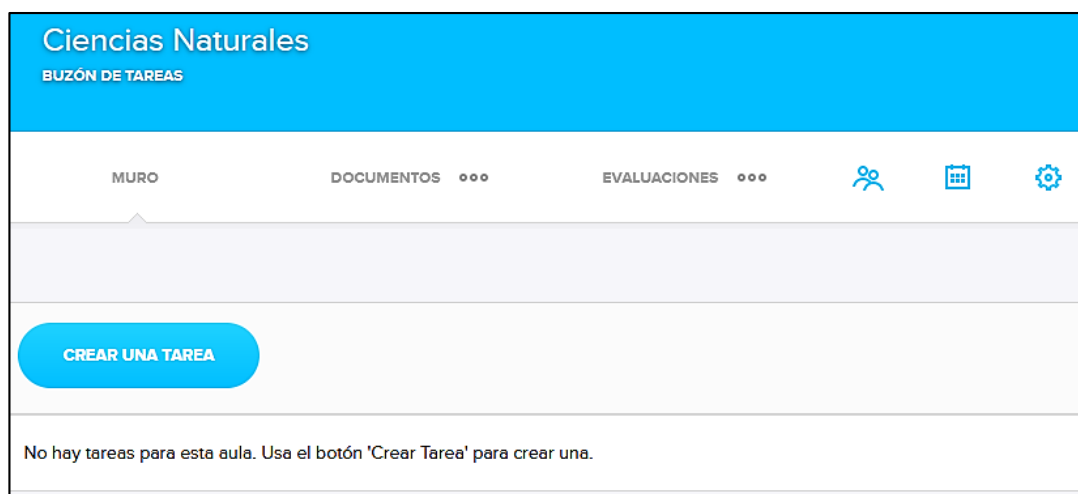 Ciencias Naturales
BUZÓN DE TAREAS
MURO DOCUMENTOS EVALUACIONES
CREAR UNA TAREA
No hay tareas para esta aula. Usa el botón 'Crear Tarea' para crear una.